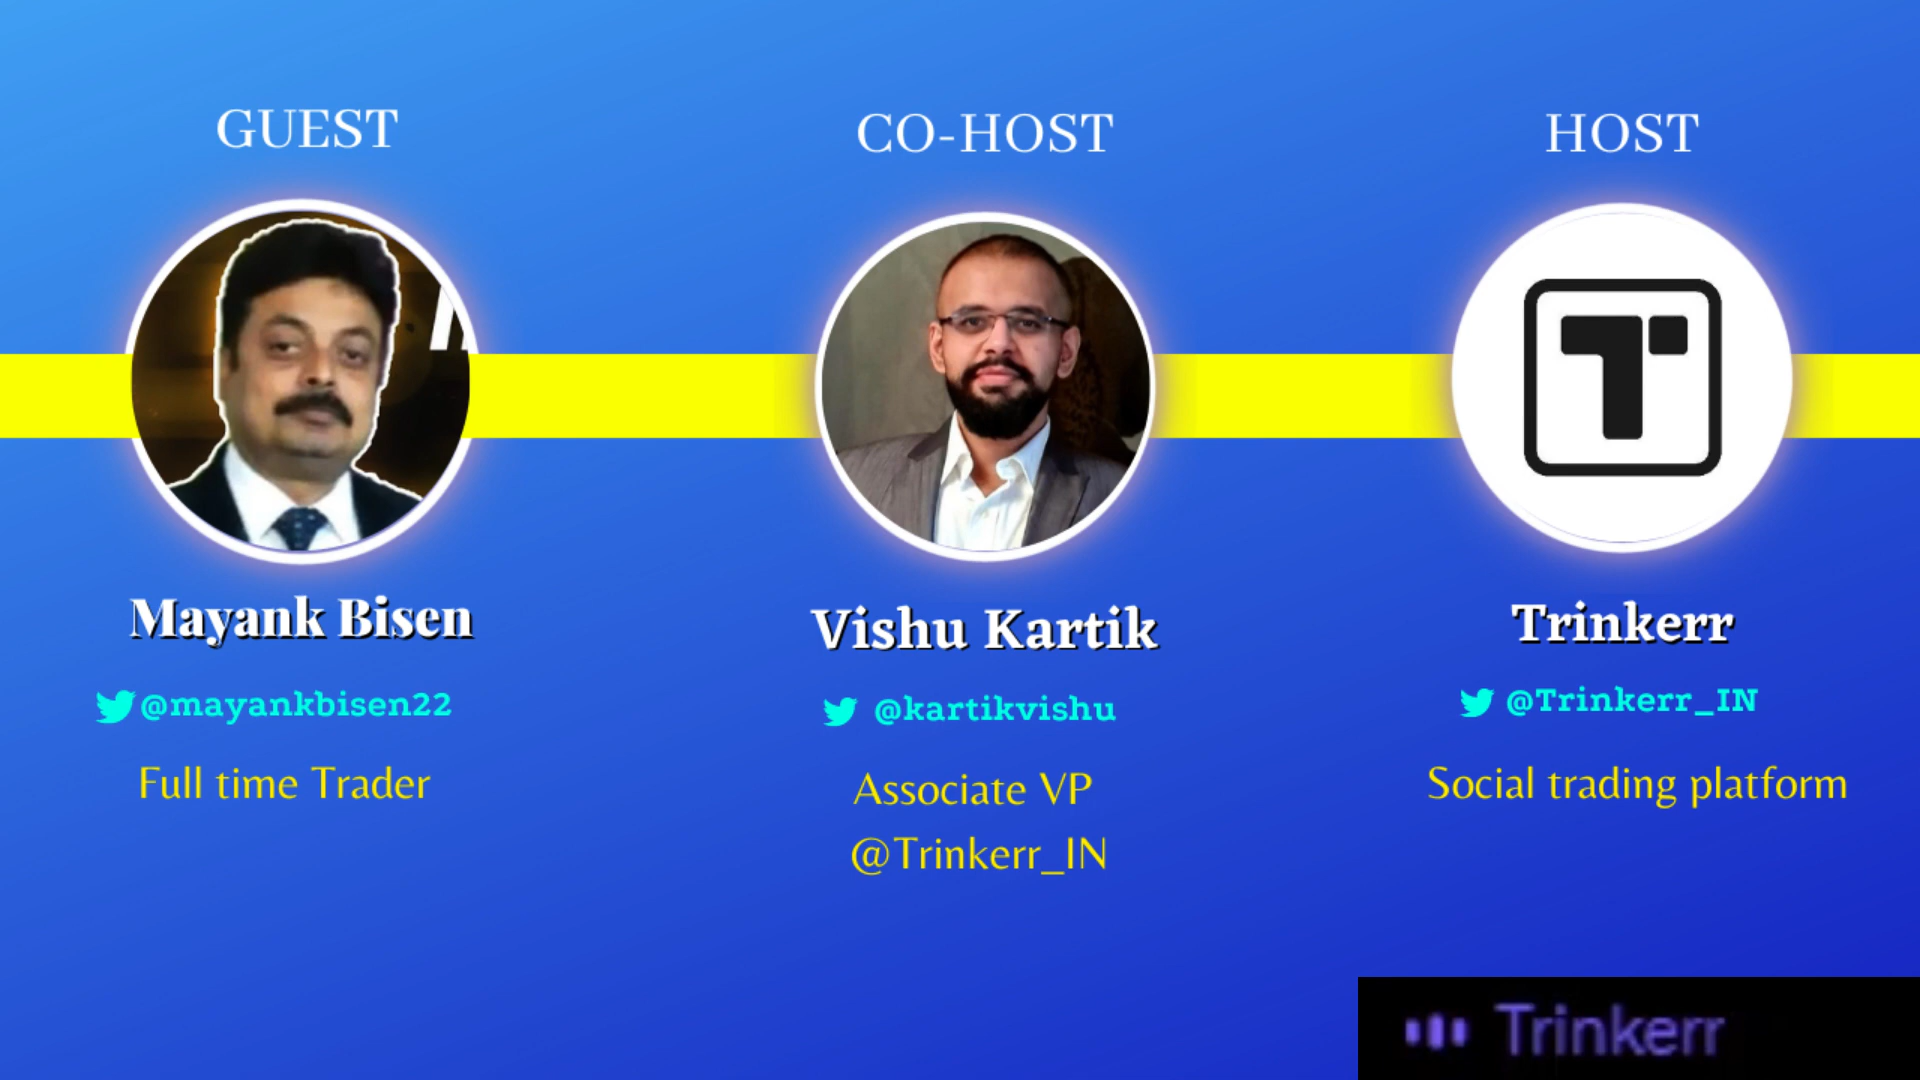 GUEST
Mayank Bisen
@mayankbisen22
Full time Trader
CO-HOST
Vishu Kartik
@kartikvishu
Associate VP
@Trinkerr_IN
HOST
T
Trinkerr
@Trinkerr_IN
Social trading platform
Trinkerr